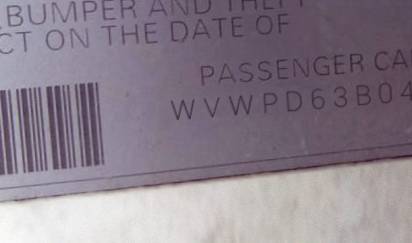 BUMPER AND THEFT
CT ON THE DATE OF
PASSENGER CA
WVWPD63B04